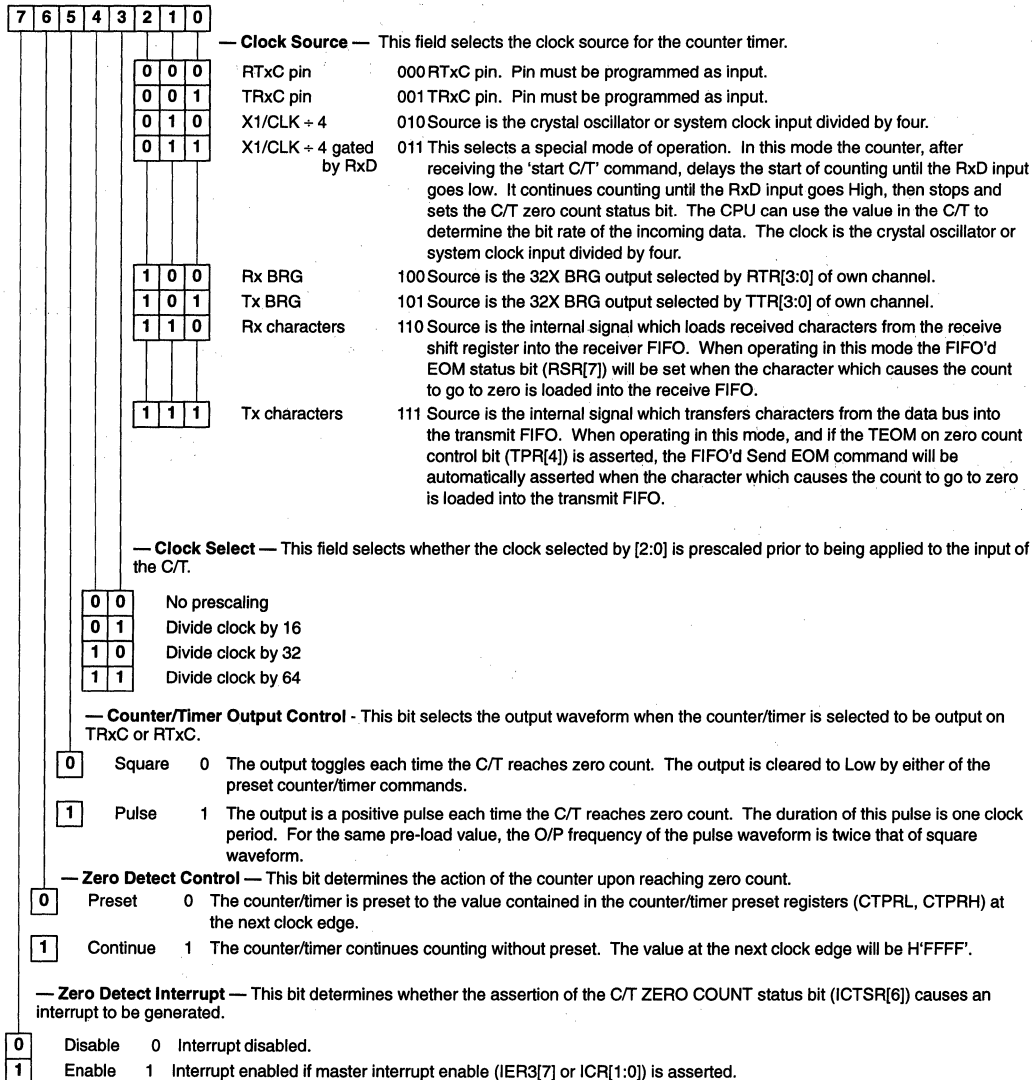 7 6 5 4 3 2 1 0
— Clock Source — This field selects the clock source for the counter timer.
0 0 0 RTxC pin 000 RTxC pin. Pin must be programmed as input.
0 0 1 TRxC pin 001 TRxC pin. Pin must be programmed as input.
0 1 0 X1/CLK ÷ 4 010 Source is the crystal oscillator or system clock input divided by four.
0 1 1 X1/CLK ÷ 4 gated 011 This selects a special mode of operation. In this mode the counter, after
by RxD receiving the 'start C/T' command, delays the start of counting until the RxD input
goes low. It continues counting until the RxD input goes High, then stops and
sets the C/T zero count status bit. The CPU can use the value in the C/T to
determine the bit rate of the incoming data. The clock is the crystal oscillator or
system clock input divided by four.
1 0 0 Rx BRG 100 Source is the 32X BRG output selected by RTR[3:0] of own channel.
1 0 1 Tx BRG 101 Source is the 32X BRG output selected by TTR[3:0] of own channel.
1 1 0 Rx characters 110 Source is the internal signal which loads received characters from the receive
shift register into the receiver FIFO. When operating in this mode the FIFO'd
EOM status bit (RSR[7]) will be set when the character which causes the count
to go to zero is loaded into the receive FIFO.
1 1 1 Tx characters 111 Source is the internal signal which transfers characters from the data bus into
the transmit FIFO. When operating in this mode, and if the TEOM on zero count
control bit (TPR[4]) is asserted, the FIFO'd Send EOM command will be
automatically asserted when the character which causes the count to go to zero
is loaded into the transmit FIFO.
— Clock Select — This field selects whether the clock selected by [2:0] is prescaled prior to being applied to the input of
the C/T.
0 0 No prescaling
0 1 Divide clock by 16
1 0 Divide clock by 32
1 1 Divide clock by 64
— Counter/Timer Output Control - This bit selects the output waveform when the counter/timer is selected to be output on
TRxC or RTxC.
0 Square 0 The output toggles each time the C/T reaches zero count. The output is cleared to Low by either of the
preset counter/timer commands.
1 Pulse 1 The output is a positive pulse each time the C/T reaches zero count. The duration of this pulse is one clock
period. For the same pre-load value, the O/P frequency of the pulse waveform is twice that of square
waveform.
— Zero Detect Control — This bit determines the action of the counter upon reaching zero count.
0 Preset 0 The counter/timer is preset to the value contained in the counter/timer preset registers (CTPRL, CTPRH) at
the next clock edge.
1 Continue 1 The counter/timer continues counting without preset. The value at the next clock edge will be H'FFFF'.
— Zero Detect Interrupt — This bit determines whether the assertion of the C/T ZERO COUNT status bit (ICTSR[6]) causes an
interrupt to be generated.
0 Disable 0 Interrupt disabled.
1 Enable 1 Interrupt enabled if master interrupt enable (IER3[7] or ICR[1:0]) is asserted.